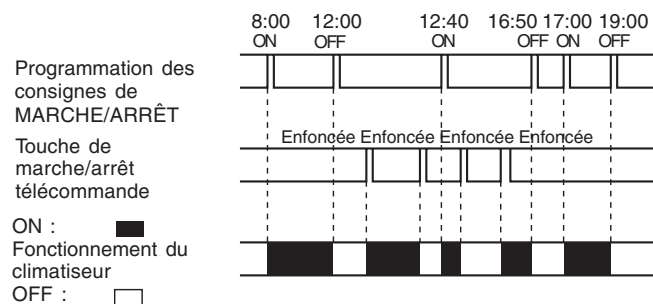 8:00 12:00 12:40 16:50 17:00 19:00
ON OFF ON OFF ON OFF
Programmation des
consignes de
MARCHE/ARRÊT
Enfoncée Enfoncée Enfoncée Enfoncée
Touche de
marche/arrêt
télécommande
ON :
Fonctionnement du
climatiseur
OFF :